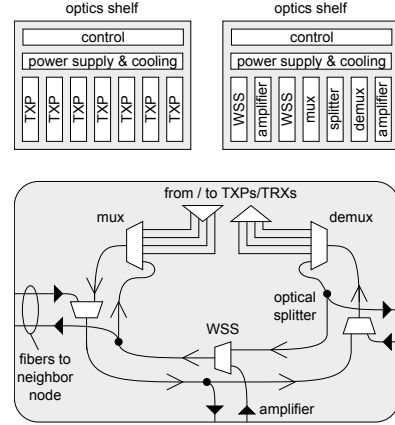 optics shelf
control
power supply & cooling
TXP
TXP
TXP
TXP
TXP
TXP
TXP
optics shelf
control
power supply & cooling
WSS
amplifier
WSS
mux
splitter
demux
amplifier
from / to TXPs/TRXs
mux
demux
optical
splitter
WSS
fibers to
neighbor
node
amplifier